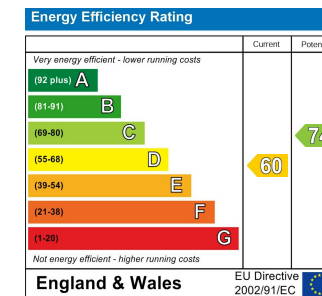 Energy Efficiency Rating
Current
Very energy efficient - lower running costs
(92 plus) A
(81-91) B
(69-80) C
(55-68) D
(39-54) E
(21-38) F
(1-20) G
60
Not energy efficient - higher running costs
England & Wales
EU Directive
2002/91/EC